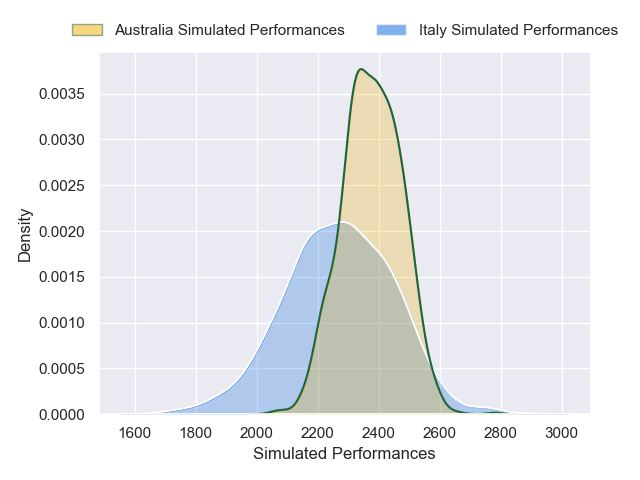 Australia Simulated Performances Italy Simulated Performances
0.0035
0.0030
0.0025
0.0020
0.0015
0.0010
0.0005
0.0000
Density
1600 1800 2000 2200 2400 2600 2800 3000
Simulated Performances